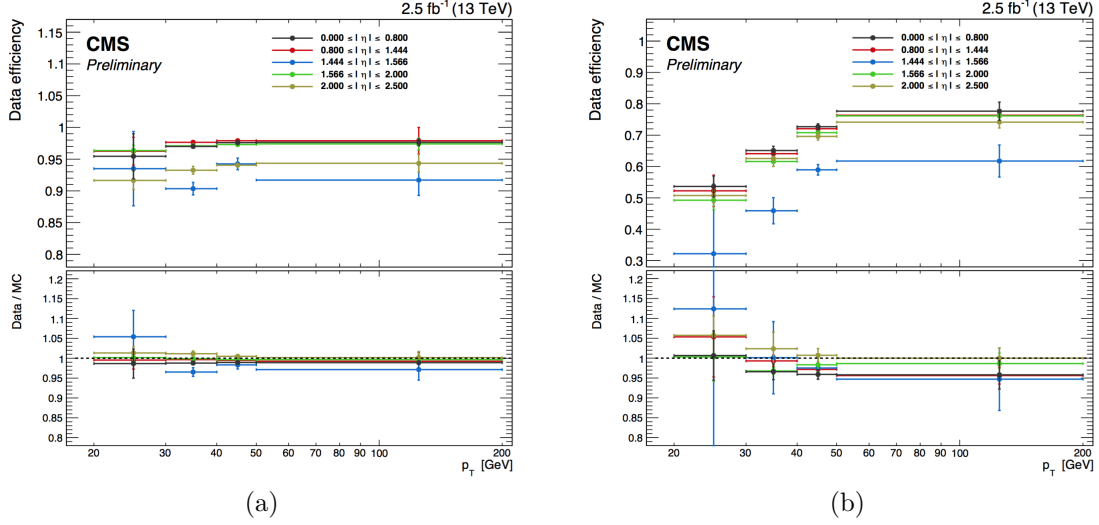 2.5 fb⁻¹ (13 TeV)
Data efficiency
1.15
1.1
1.05
1
0.95
0.9
0.85
0.8
CMS
Preliminary
0.000 ≤ | η | ≤ 0.800
0.800 ≤ | η | ≤ 1.444
1.444 ≤ | η | ≤ 1.566
1.566 ≤ | η | ≤ 2.000
2.000 ≤ | η | ≤ 2.500
Data / MC
1.2
1.15
1.1
1.05
1
0.95
0.9
0.85
0.8
20 30 40 50 60 70 80 90 100 200
p_T [GeV]
(a)
2.5 fb⁻¹ (13 TeV)
Data efficiency
1
0.9
0.8
0.7
0.6
0.5
0.4
0.3
CMS
Preliminary
0.000 ≤ | η | ≤ 0.800
0.800 ≤ | η | ≤ 1.444
1.444 ≤ | η | ≤ 1.566
1.566 ≤ | η | ≤ 2.000
2.000 ≤ | η | ≤ 2.500
Data / MC
1.2
1.15
1.1
1.05
1
0.95
0.9
0.85
0.8
20 30 40 50 60 70 80 90 100 200
p_T [GeV]
(b)